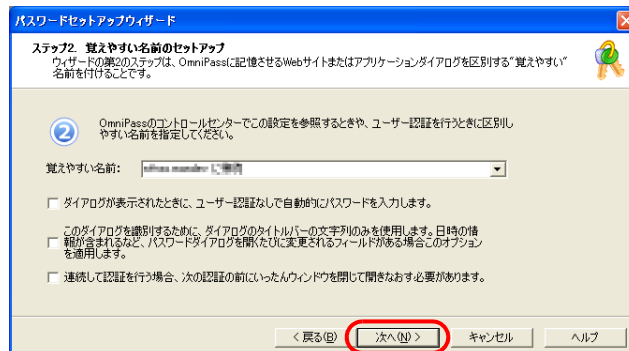 パスワードセットアップウィザード
ステップ2. 覚えやすい名前のセットアップ
ウィザードの第2のステップは、OmniPassに記憶させるWebサイトまたはアプリケーションダイアログを区別する"覚えやすい"
名前を付けることです。
2
OmniPassのコントロールセンターでこの設定を参照するときや、ユーザー認証を行うときに区別し
やすい名前を指定してください。
覚えやすい名前:
ダイアログが表示されたときに、ユーザー認証なしで自動的にパスワードを入力します。
このダイアログを識別するために、ダイアログのタイトルバーの文字列のみを使用します。日時の情
報が含まれるなど、パスワードダイアログを開くたびに変更されるフィールドがある場合このオプション
を適用します。
連続して認証を行う場合、次の認証の前にいったんウィンドウを閉じて開きなおす必要があります。
< 戻る(B) 次へ(N) > キャンセル ヘルプ